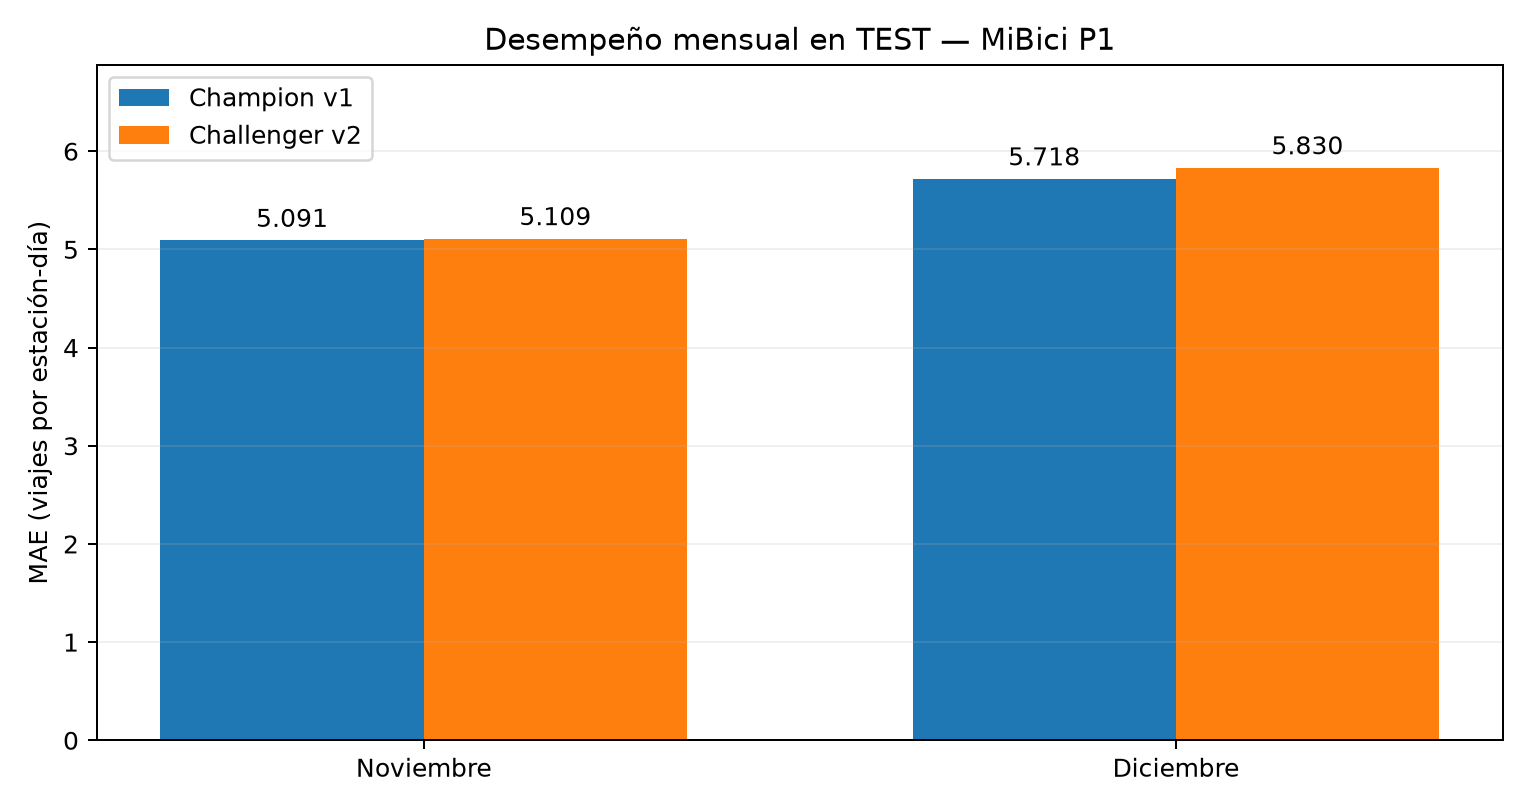 Desempeño mensual en TEST — MiBici P1
Champion v1
Challenger v2
MAE (viajes por estación-día)
6
5
4
3
2
1
0
5.091
5.109
5.718
5.830
Noviembre
Diciembre